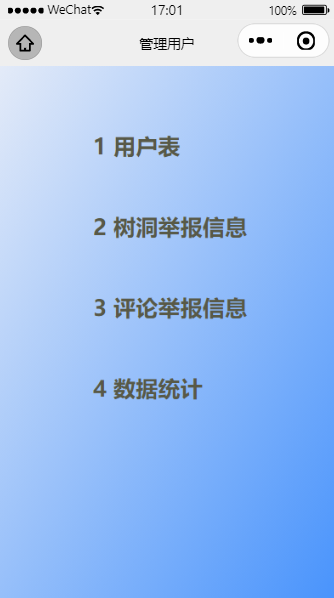 WeChat 17:01 100%
管理用户
1 用户表
2 树洞举报信息
3 评论举报信息
4 数据统计